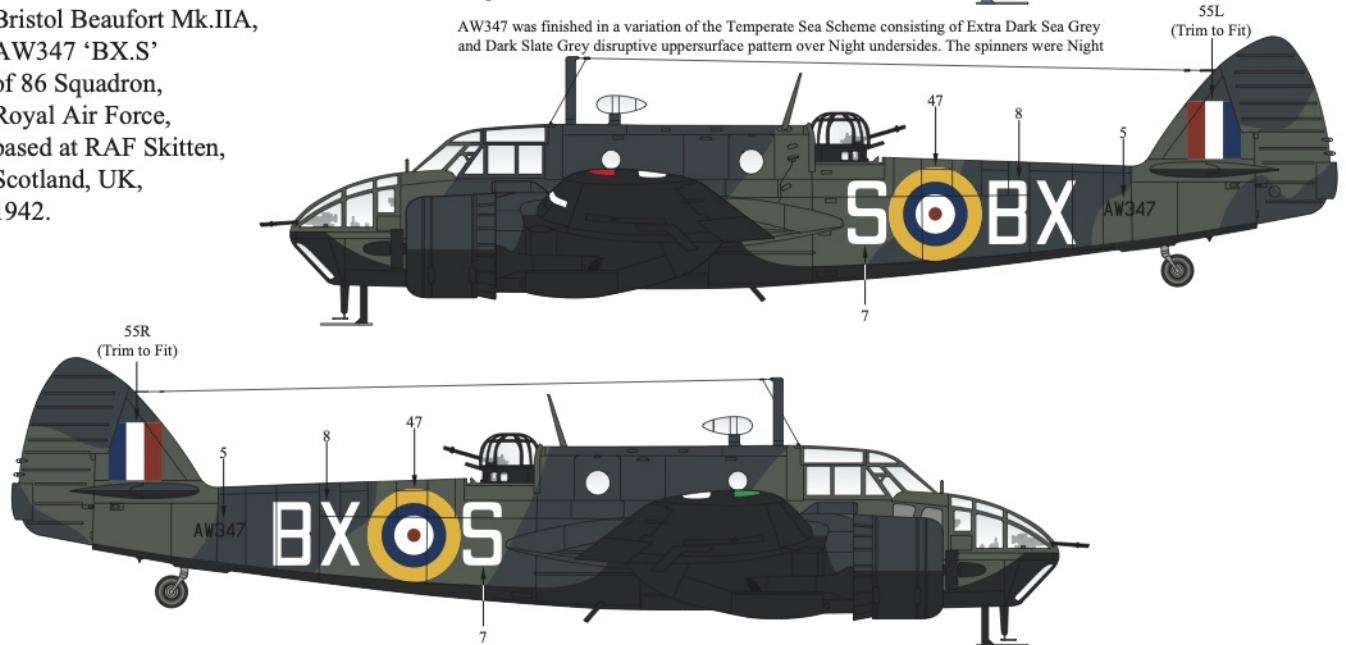 Bristol Beaufort Mk.IIA,
AW347 ‘BX.S’
of 86 Squadron,
Royal Air Force,
based at RAF Skitten,
Scotland, UK,
1942.
AW347 was finished in a variation of the Temperate Sea Scheme consisting of Extra Dark Sea Grey
and Dark Slate Grey disruptive uppersurface pattern over Night undersides. The spinners were Night
55L
(Trim to Fit)
47
8
5
S BX
AW347
7
55R
(Trim to Fit)
5
8
47
AW347
BX S
7